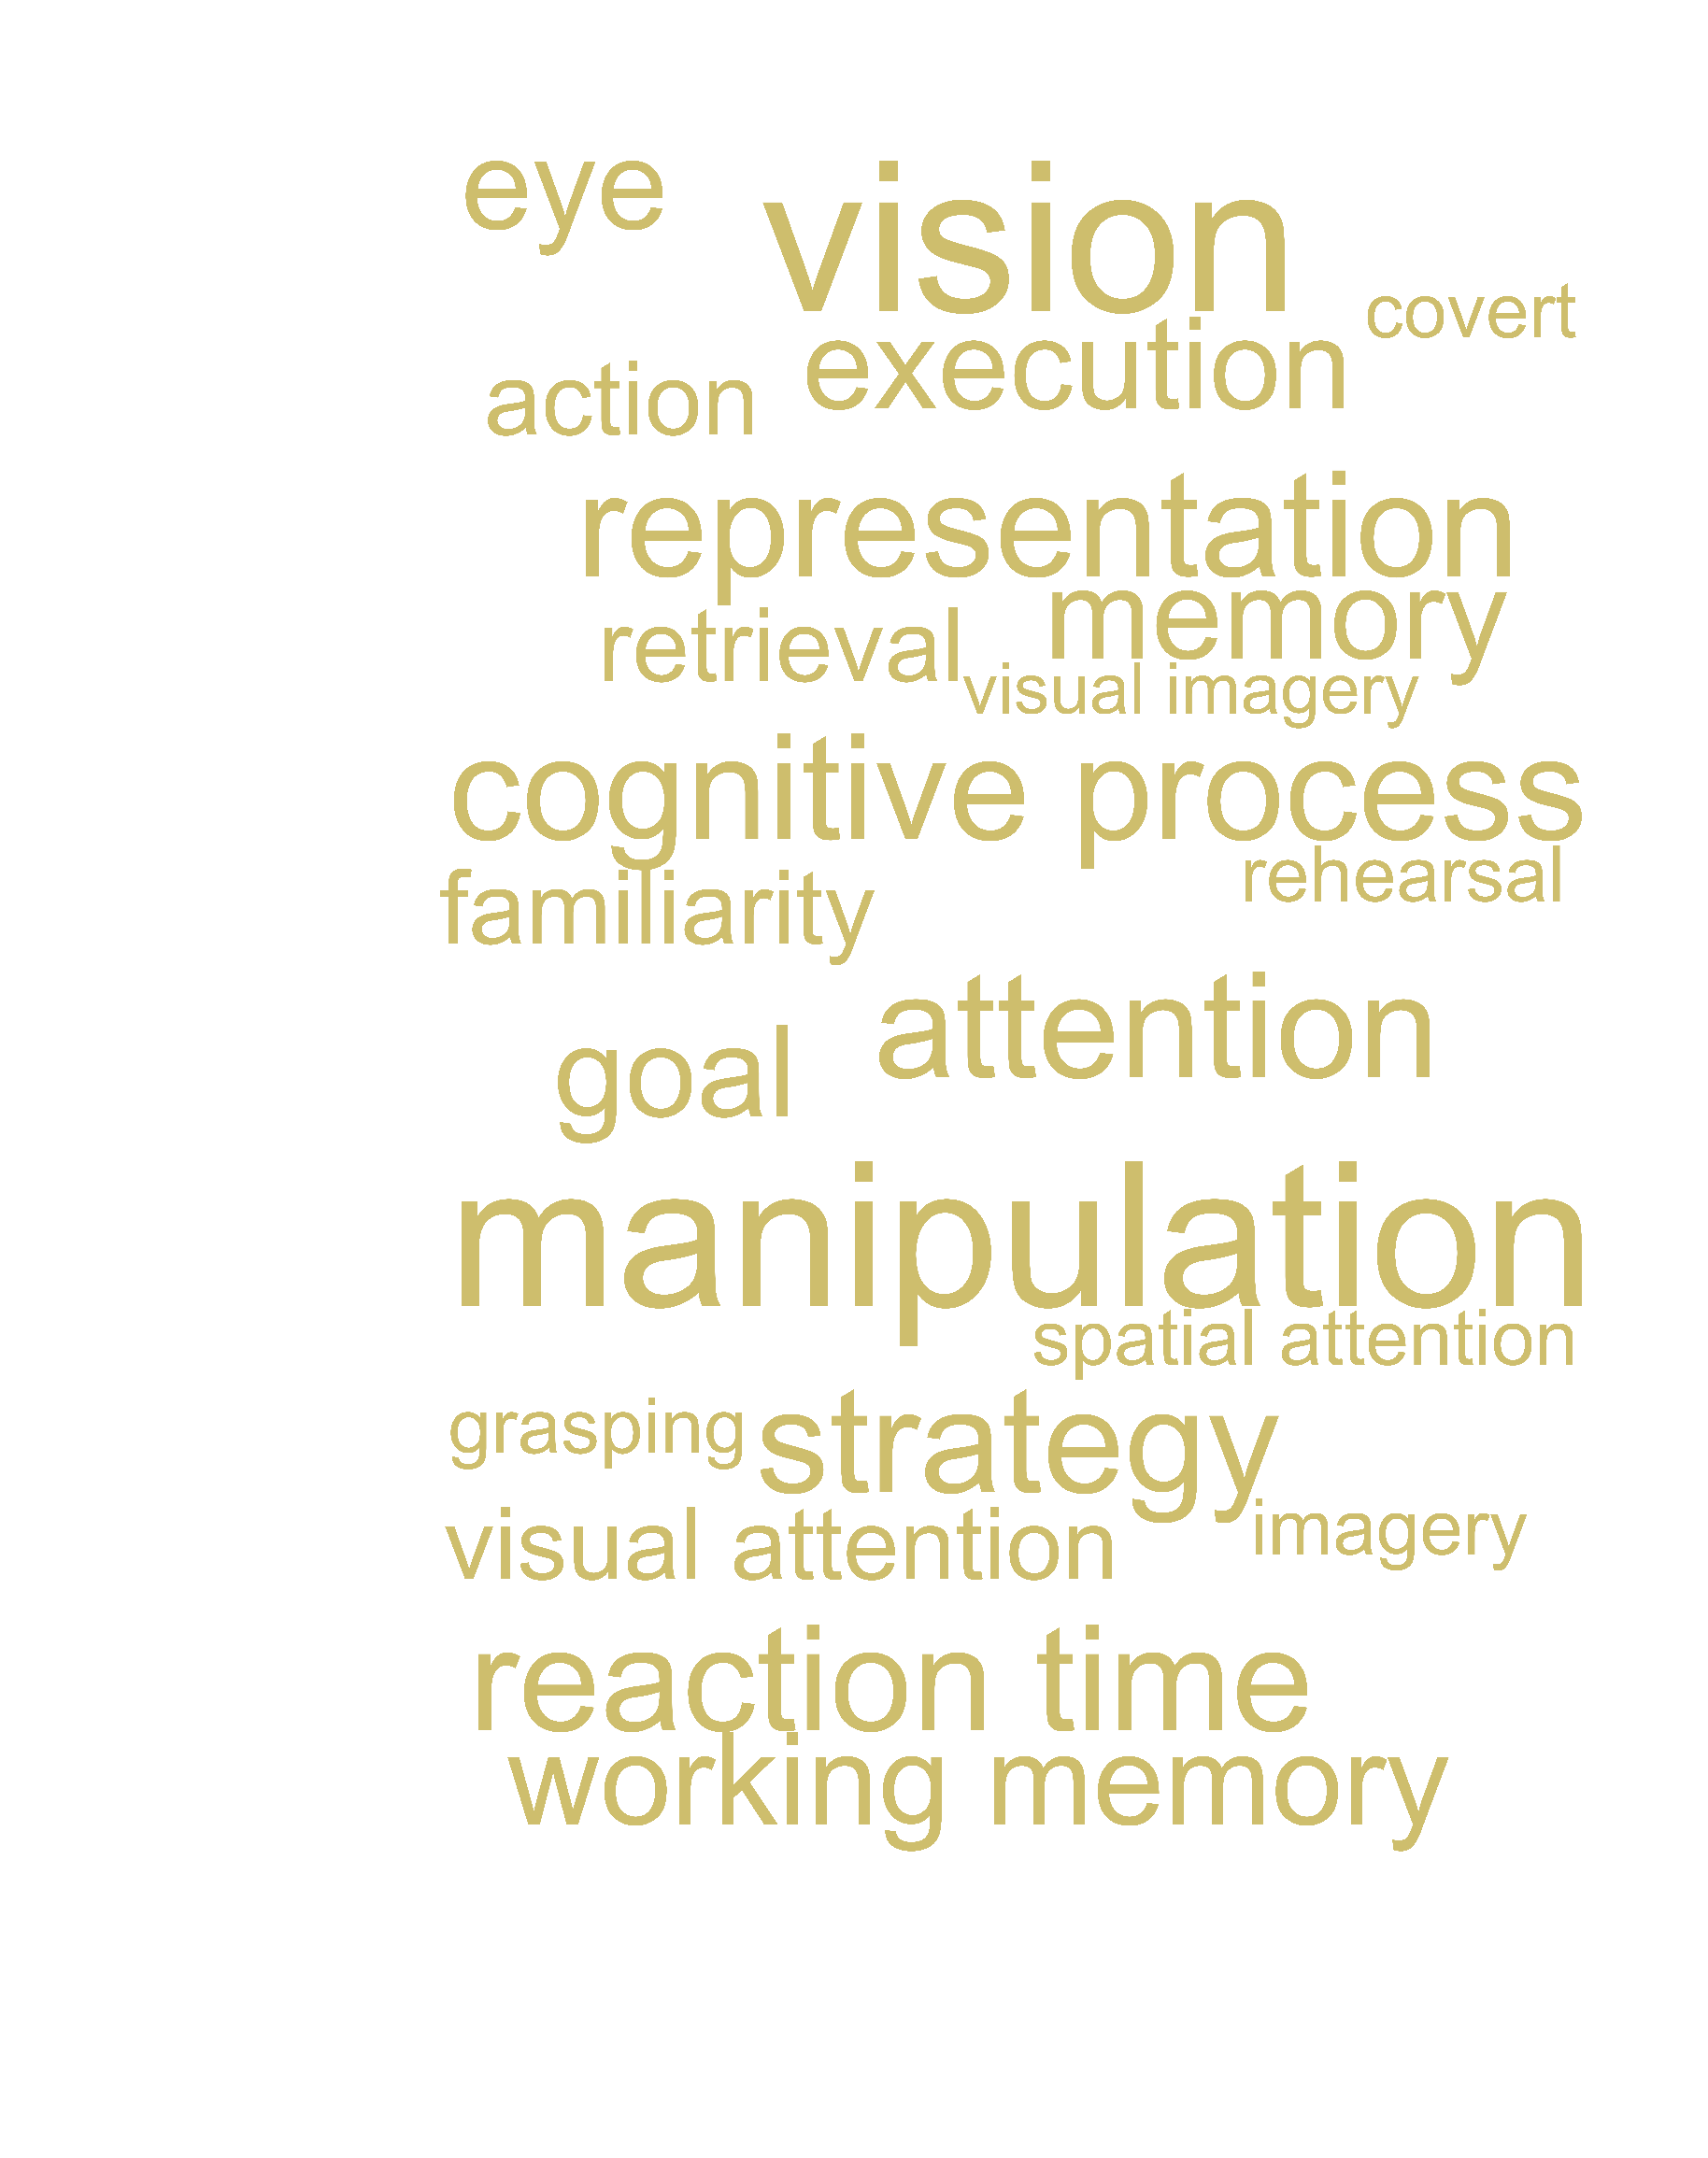 eye
vision
covert
execution
action
representation
memory
retrieval
visual imagery
cognitive process
rehearsal
familiarity
attention
goal
manipulation
spatial attention
grasping
strategy
visual attention
imagery
reaction time
working memory